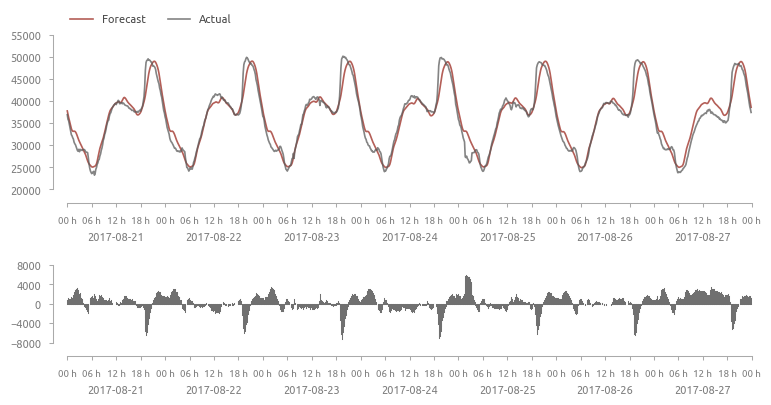 Forecast Actual
55000
50000
45000
40000
35000
30000
25000
20000
00 h 06 h 12 h 18 h 00 h 06 h 12 h 18 h 00 h 06 h 12 h 18 h 00 h 06 h 12 h 18 h 00 h 06 h 12 h 18 h 00 h 06 h 12 h 18 h 00 h 06 h 12 h 18 h 00 h
2017-08-21 2017-08-22 2017-08-23 2017-08-24 2017-08-25 2017-08-26 2017-08-27
8000
4000
0
−4000
−8000
00 h 06 h 12 h 18 h 00 h 06 h 12 h 18 h 00 h 06 h 12 h 18 h 00 h 06 h 12 h 18 h 00 h 06 h 12 h 18 h 00 h 06 h 12 h 18 h 00 h 06 h 12 h 18 h 00 h
2017-08-21 2017-08-22 2017-08-23 2017-08-24 2017-08-25 2017-08-26 2017-08-27